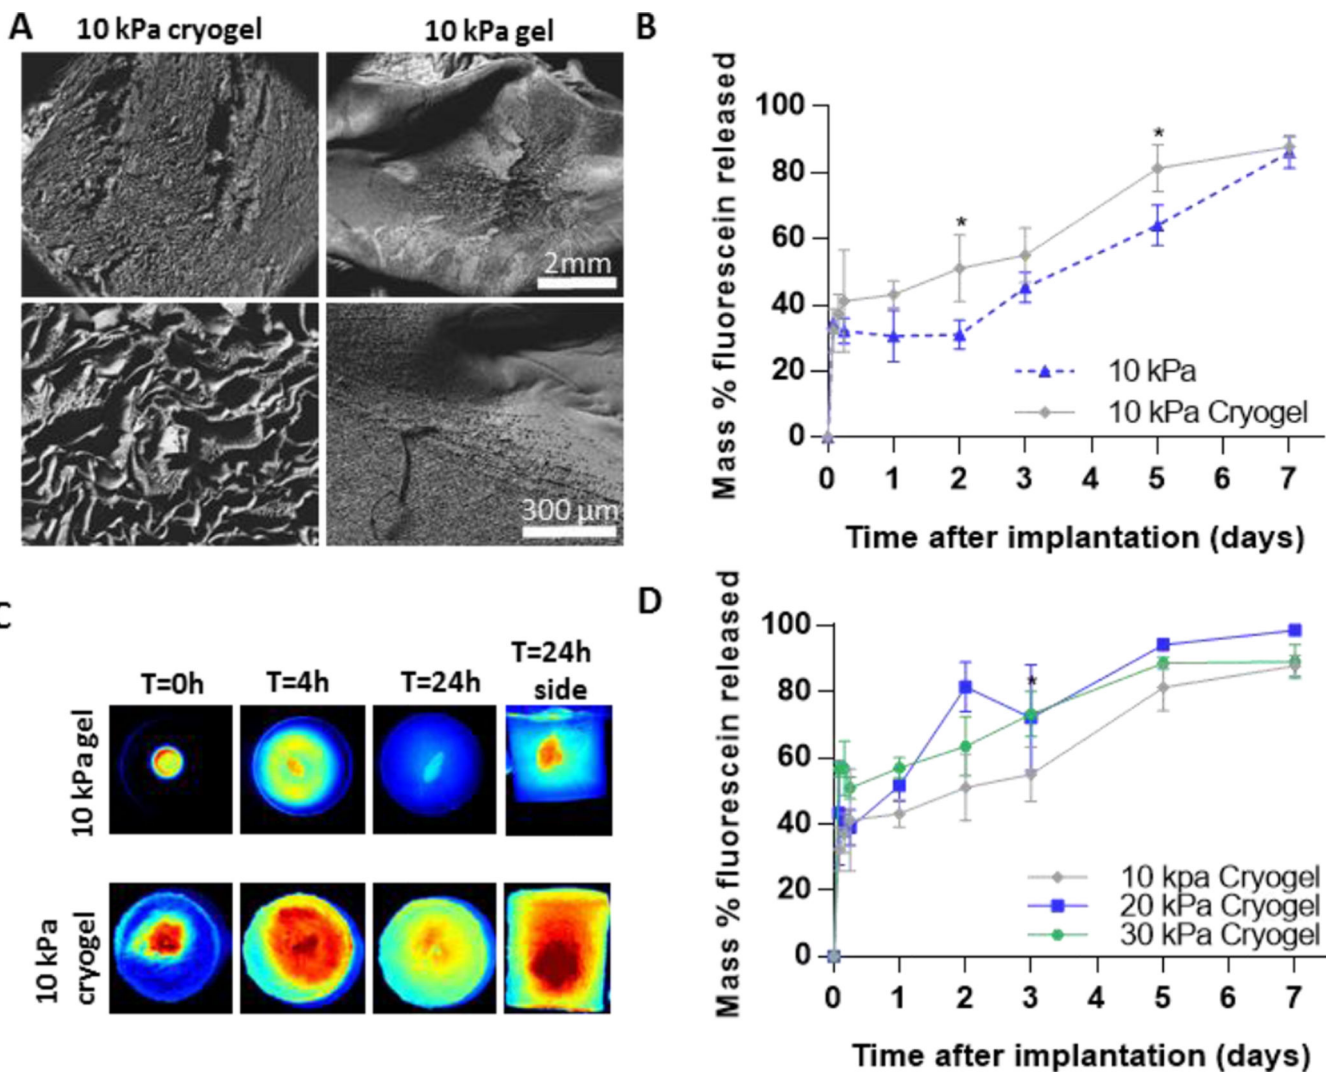 A
10 kPa cryogel
10 kPa gel
2mm
300 µm
B
Mass % fluorescein released
100
80
60
40
20
0
*
*
10 kPa
10 kPa Cryogel
0 1 2 3 4 5 6 7
Time after implantation (days)
C
T=0h
T=4h
T=24h
T=24h
side
10 kPa gel
10 kPa
cryogel
D
Mass % fluorescein released
100
80
60
40
20
0
*
10 kpa Cryogel
20 kPa Cryogel
30 kPa Cryogel
0 1 2 3 4 5 6 7
Time after implantation (days)